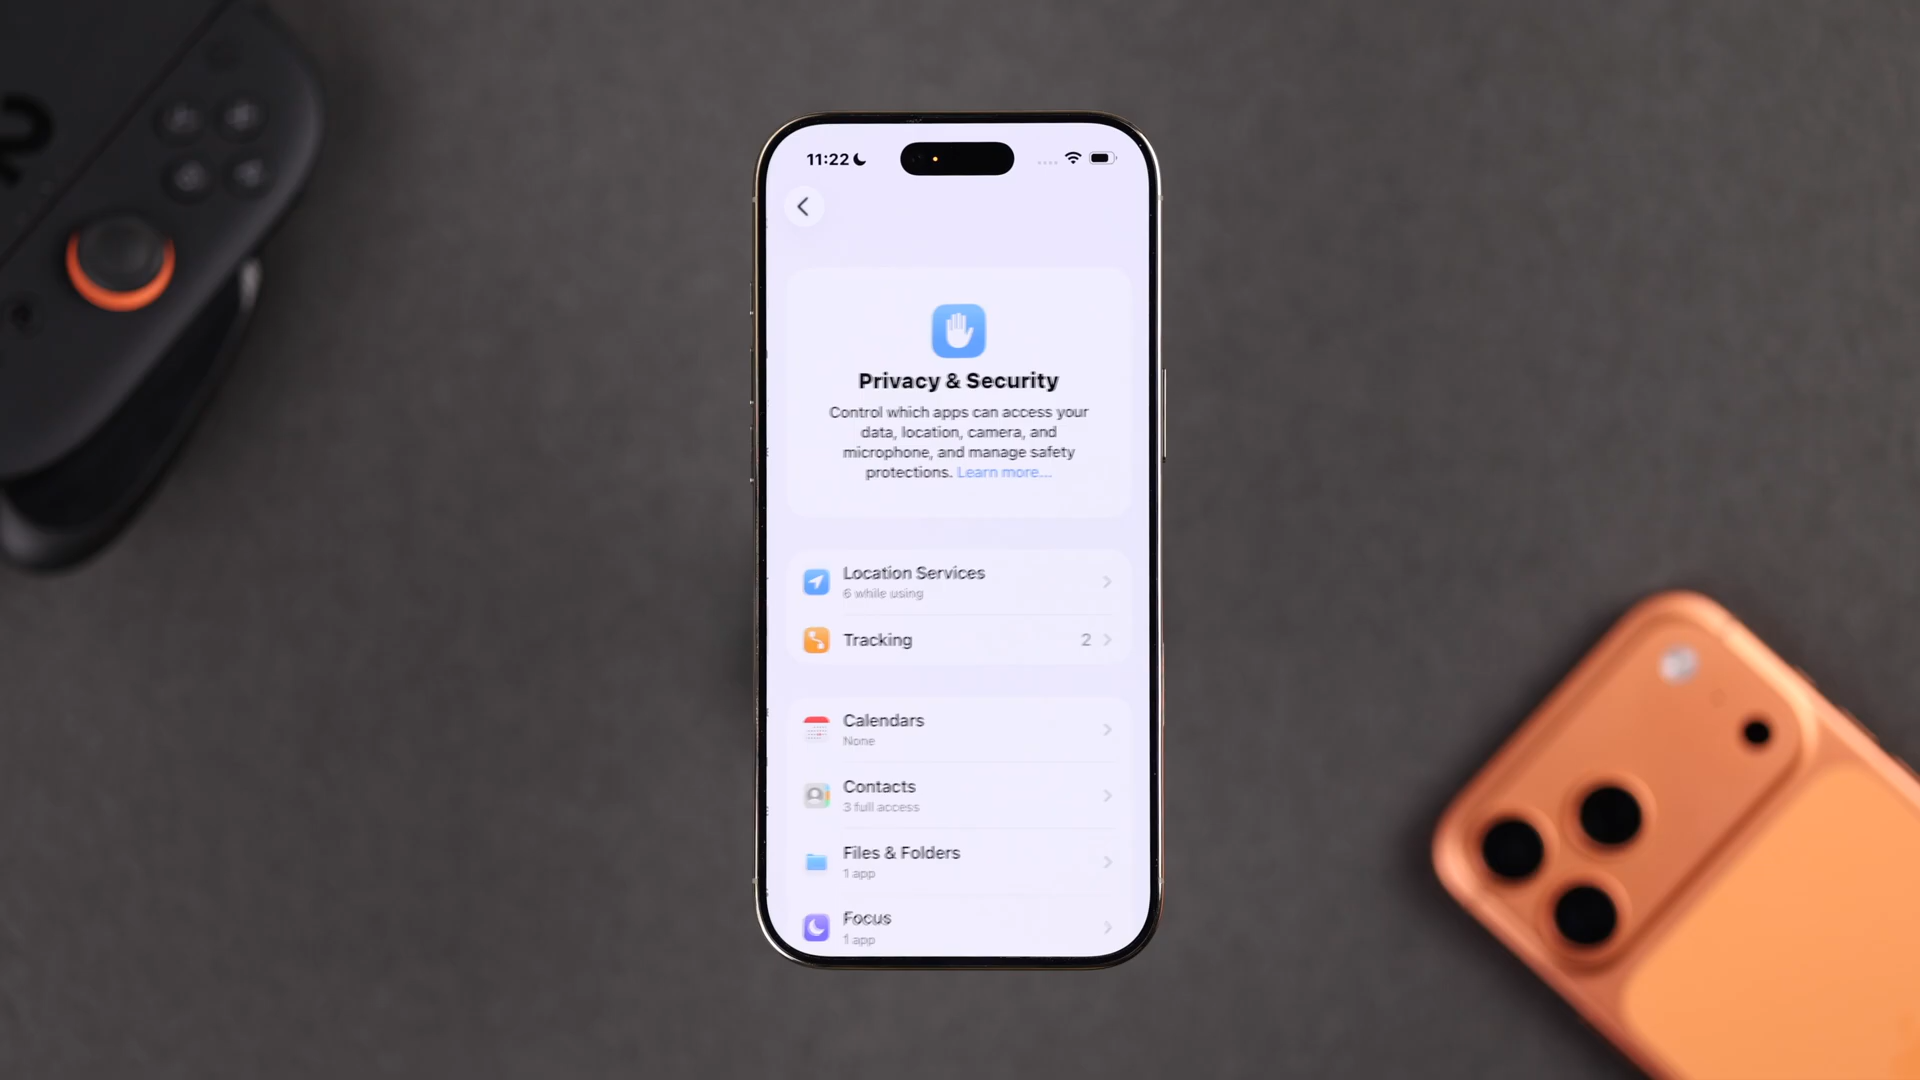 11:22
Privacy & Security
Control which apps can access your
data, location, camera, and
microphone, and manage safety
protections. Learn more...
Location Services
6 while using
Tracking 2
Calendars
None
Contacts
3 full access
Files & Folders
1 app
Focus
1 app
2